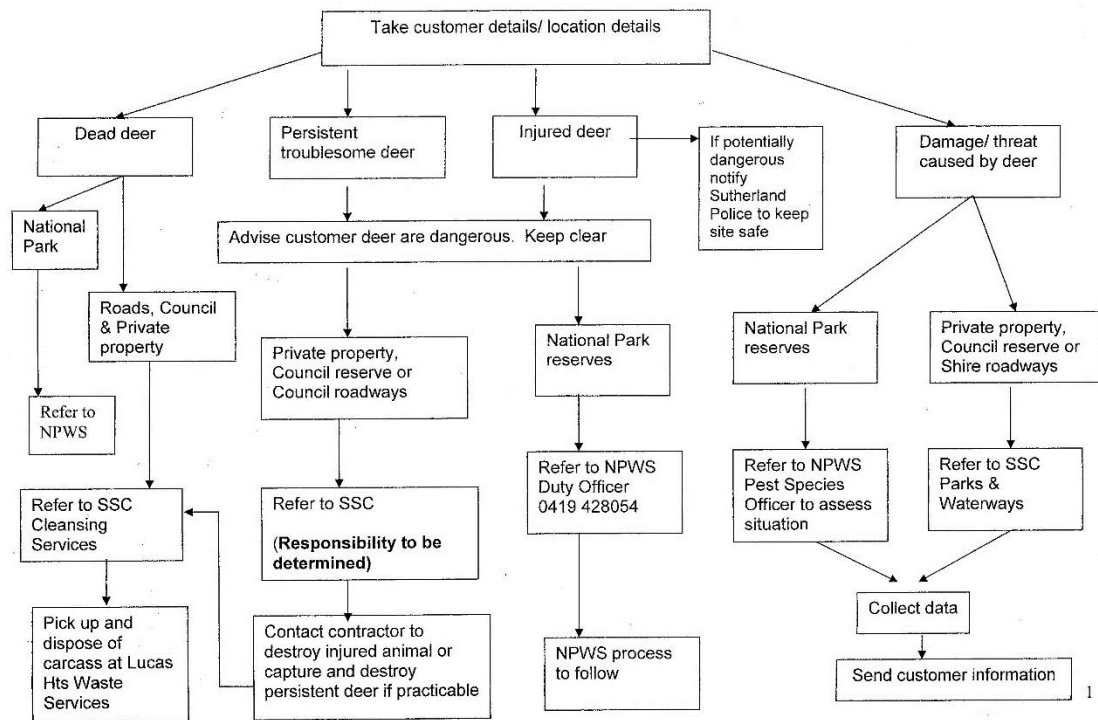 Take customer details/ location details
Dead deer
Persistent
troublesome deer
Injured deer
If potentially
dangerous
notify
Sutherland
Police to keep
site safe
Damage/ threat
caused by deer
National
Park
Advise customer deer are dangerous.  Keep clear
Roads, Council
& Private
property
Private property,
Council reserve or
Council roadways
National Park
reserves
National Park
reserves
Private property,
Council reserve or
Shire roadways
Refer to
NPWS
Refer to SSC
Cleansing
Services
Refer to SSC
(Responsibility to be
determined)
Refer to NPWS
Duty Officer
0419 428054
Refer to NPWS
Pest Species
Officer to assess
situation
Refer to SSC
Parks &
Waterways
Pick up and
dispose of
carcass at Lucas
Hts Waste
Services
Contact contractor to
destroy injured animal or
capture and destroy
persistent deer if practicable
NPWS process
to follow
Collect data
Send customer information
1